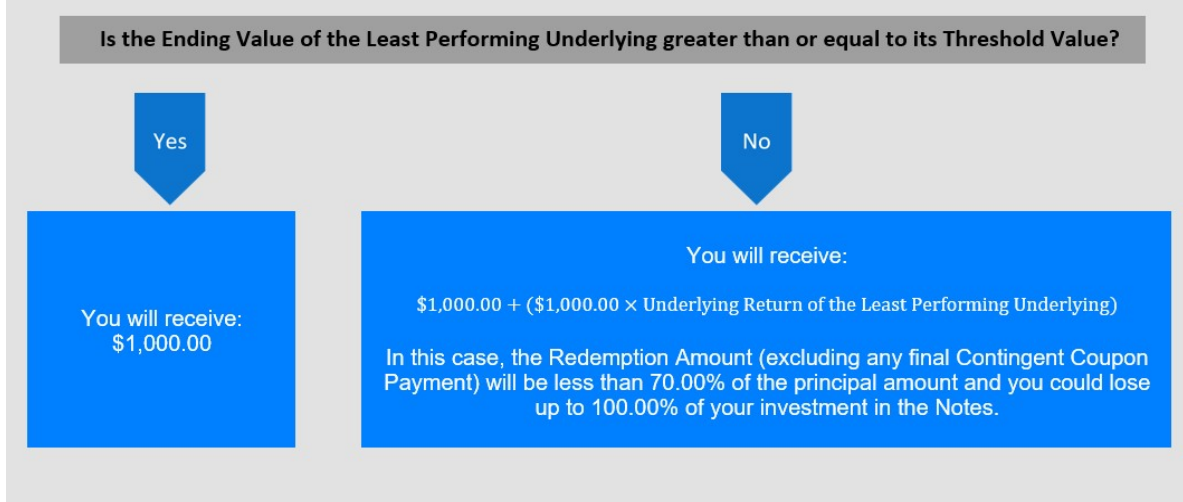 Is the Ending Value of the Least Performing Underlying greater than or equal to its Threshold Value?
Yes
No
You will receive:
$1,000.00
You will receive:
$1,000.00 + ($1,000.00 × Underlying Return of the Least Performing Underlying)
In this case, the Redemption Amount (excluding any final Contingent Coupon
Payment) will be less than 70.00% of the principal amount and you could lose
up to 100.00% of your investment in the Notes.